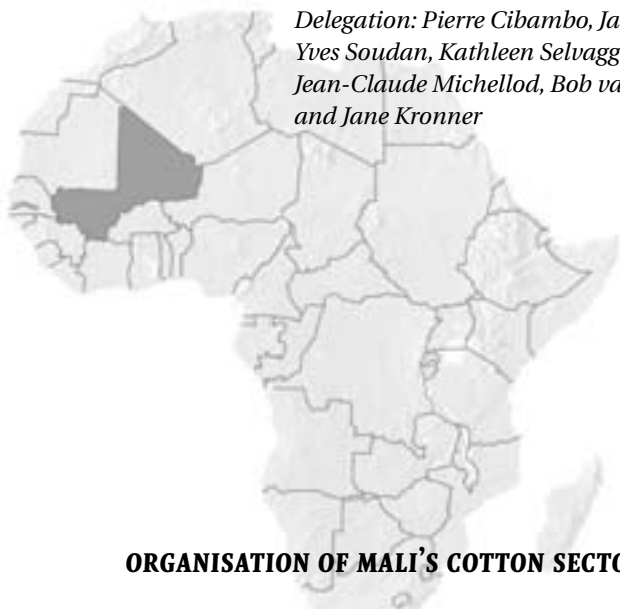 Delegation: Pierre Cibambo, Ja
Yves Soudan, Kathleen Selvagg
Jean-Claude Michellod, Bob va
and Jane Kronner
ORGANISATION OF MALI'S COTTON SECTO